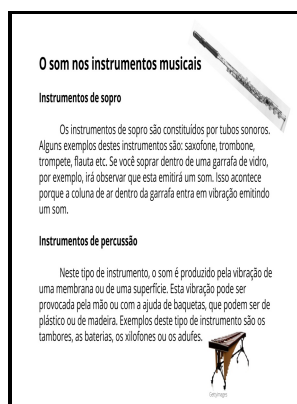 O som nos instrumentos musicais
Instrumentos de sopro
Os instrumentos de sopro são constituídos por tubos sonoros.
Alguns exemplos destes instrumentos são: saxofone, trombone,
trompete, flauta etc. Se você soprar dentro de uma garrafa de vidro,
por exemplo, irá observar que esta emitirá um som. Isso acontece
porque a coluna de ar dentro da garrafa entra em vibração emitindo
um som.
Instrumentos de percussão
Neste tipo de instrumento, o som é produzido pela vibração de
uma membrana ou de uma superfície. Esta vibração pode ser
provocada pela mão ou com a ajuda de baquetas, que podem ser de
plástico ou de madeira. Exemplos deste tipo de instrumento são os
tambores, as baterias, os xilofones ou os adufes.